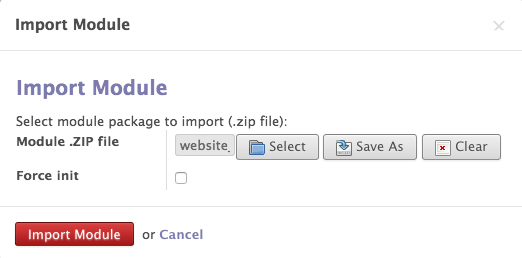 Import Module
Import Module
Select module package to import (.zip file):
Module .ZIP file website_ Select Save As Clear
Force init
Import Module or Cancel